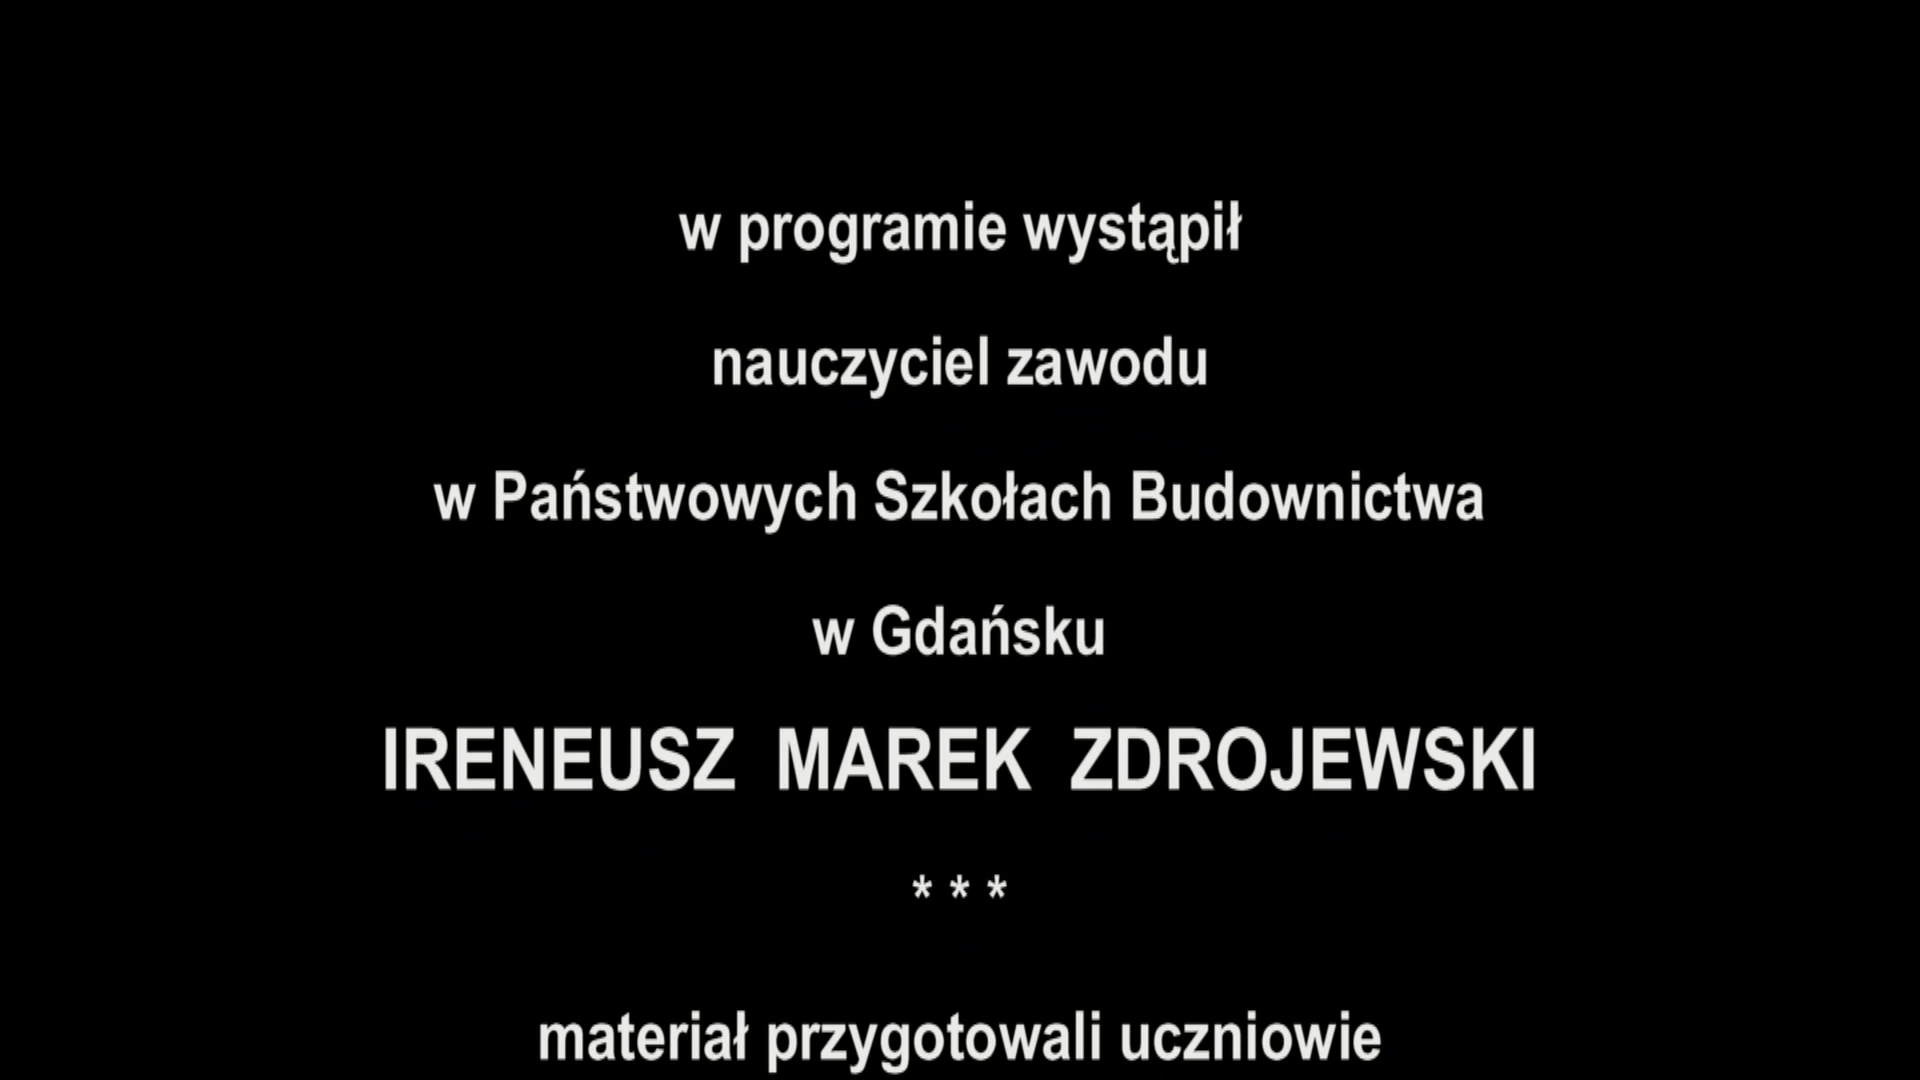 w programie wystąpił
nauczyciel zawodu
w Państwowych Szkołach Budownictwa
w Gdańsku
IRENEUSZ MAREK ZDROJEWSKI
* * *
materiał przygotowali uczniowie